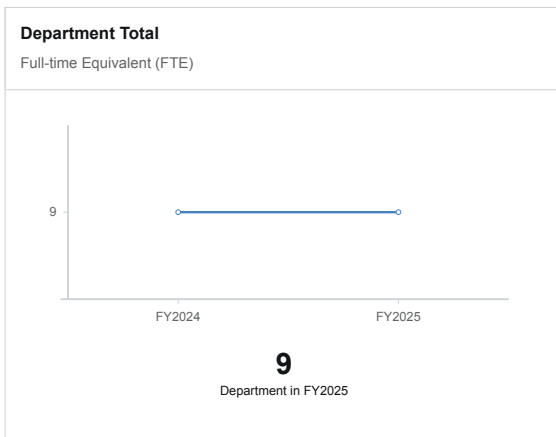 Department Total
Full-time Equivalent (FTE)
9
FY2024
FY2025
9
Department in FY2025